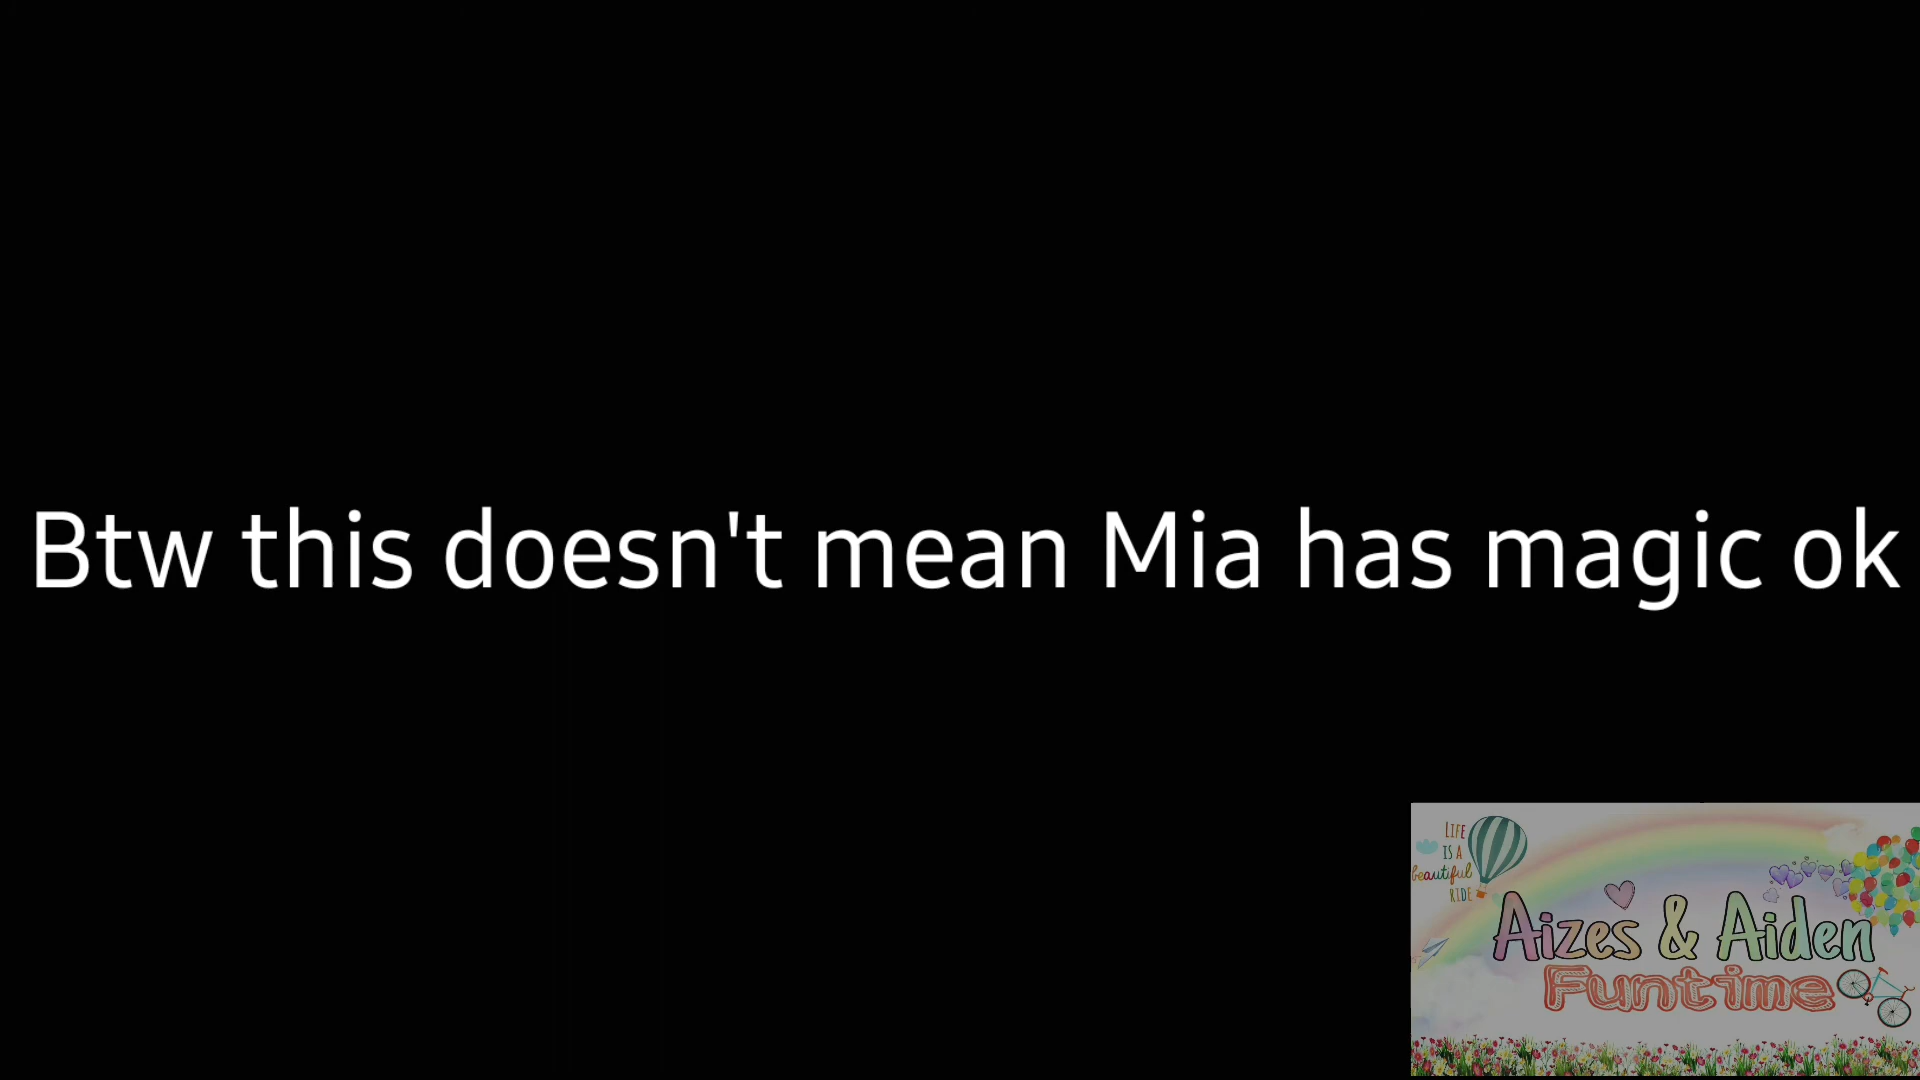 Btw this doesn't mean Mia has magic ok
LIFE
IS A
beautiful
RIDE
Aizes & Aiden
Funtime